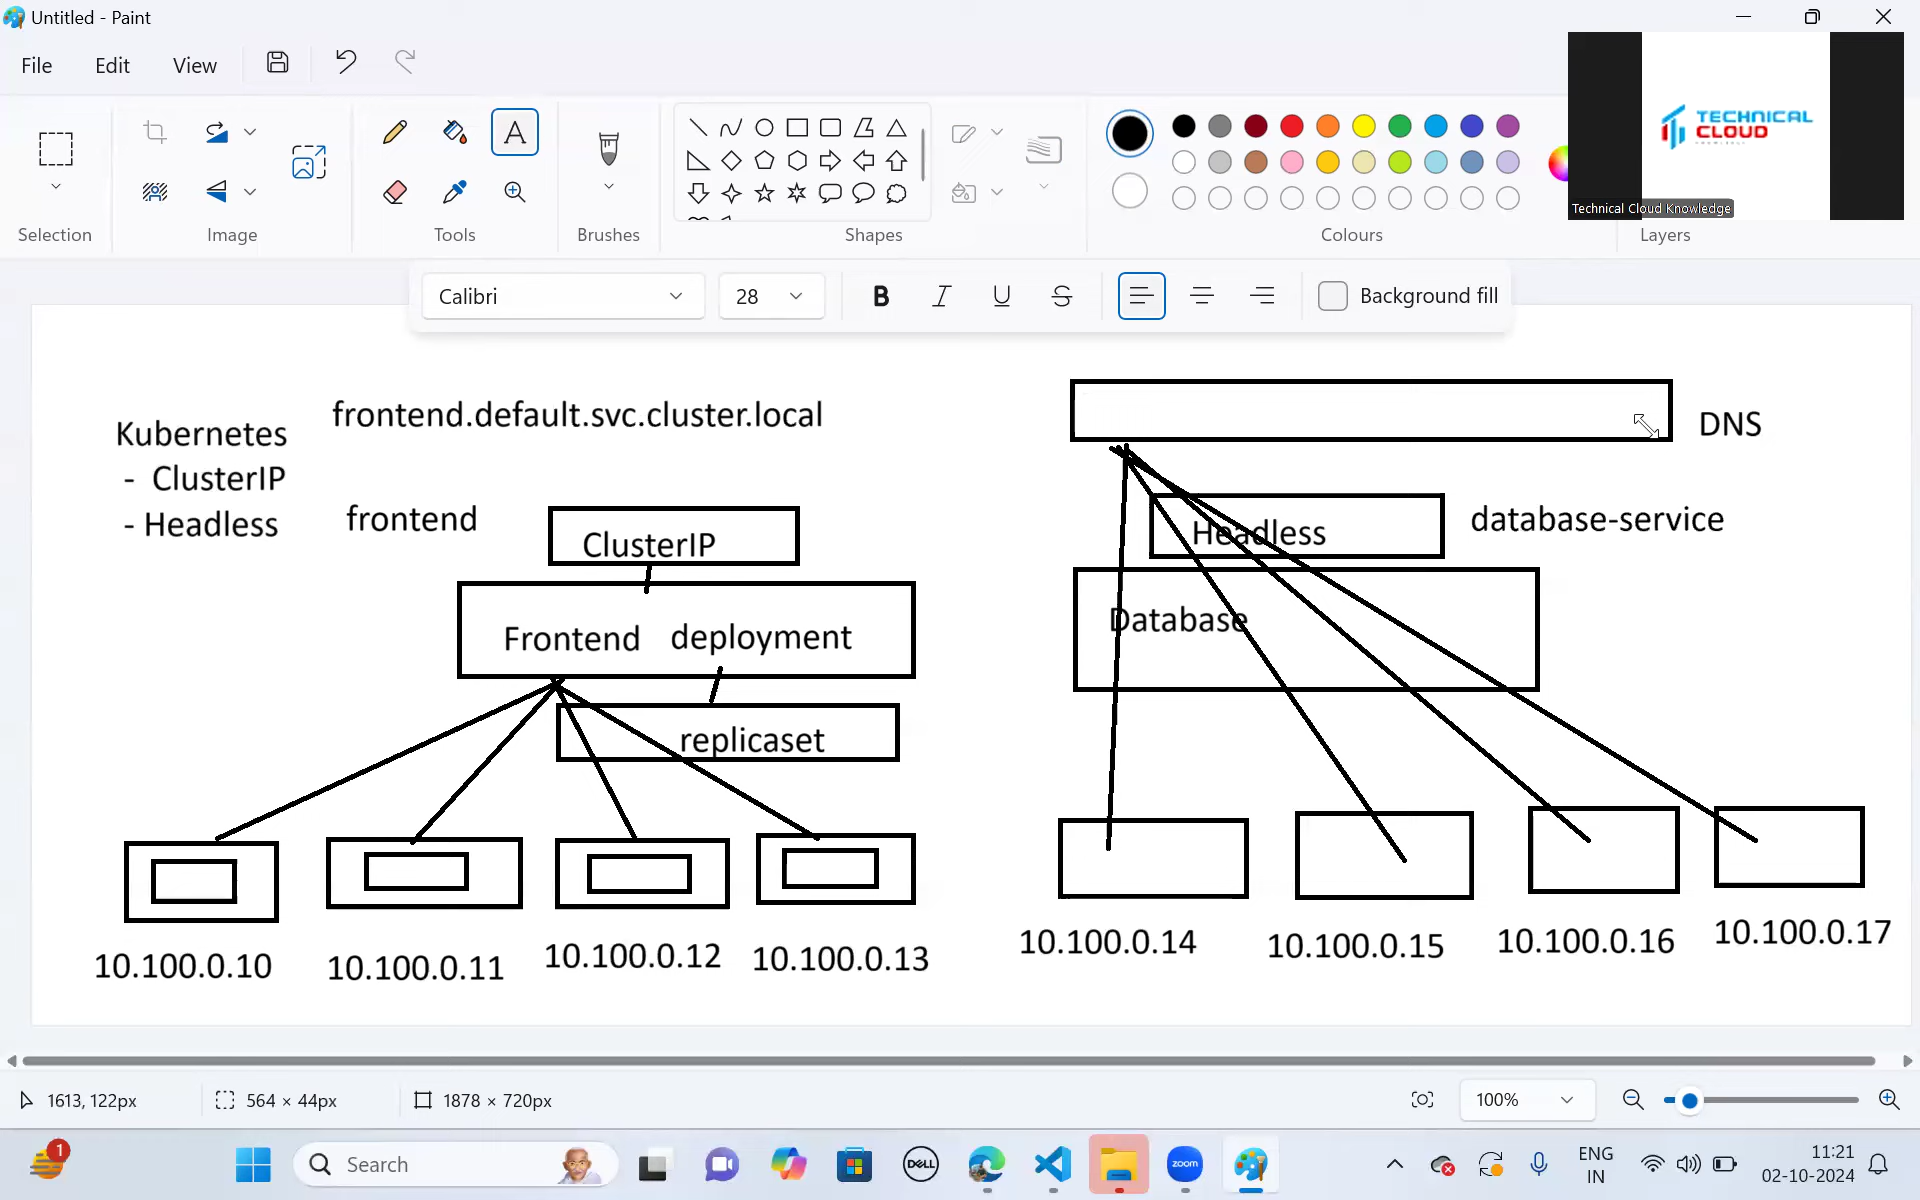 Untitled - Paint
File Edit View
TECHNICAL
CLOUD
Technical Cloud Knowledge
Selection Image Tools Brushes Shapes Colours Layers
Calibri 28 B I U S Background fill
frontend.default.svc.cluster.local
Kubernetes
- ClusterIP
- Headless
frontend
ClusterIP
Frontend deployment
replicaset
10.100.0.10
10.100.0.11
10.100.0.12
10.100.0.13
DNS
Headless
database-service
Database
10.100.0.14
10.100.0.15
10.100.0.16
10.100.0.17
1613, 122px 564 × 44px 1878 × 720px 100%
1 Search DELL zoom ENG
IN
11:21
02-10-2024